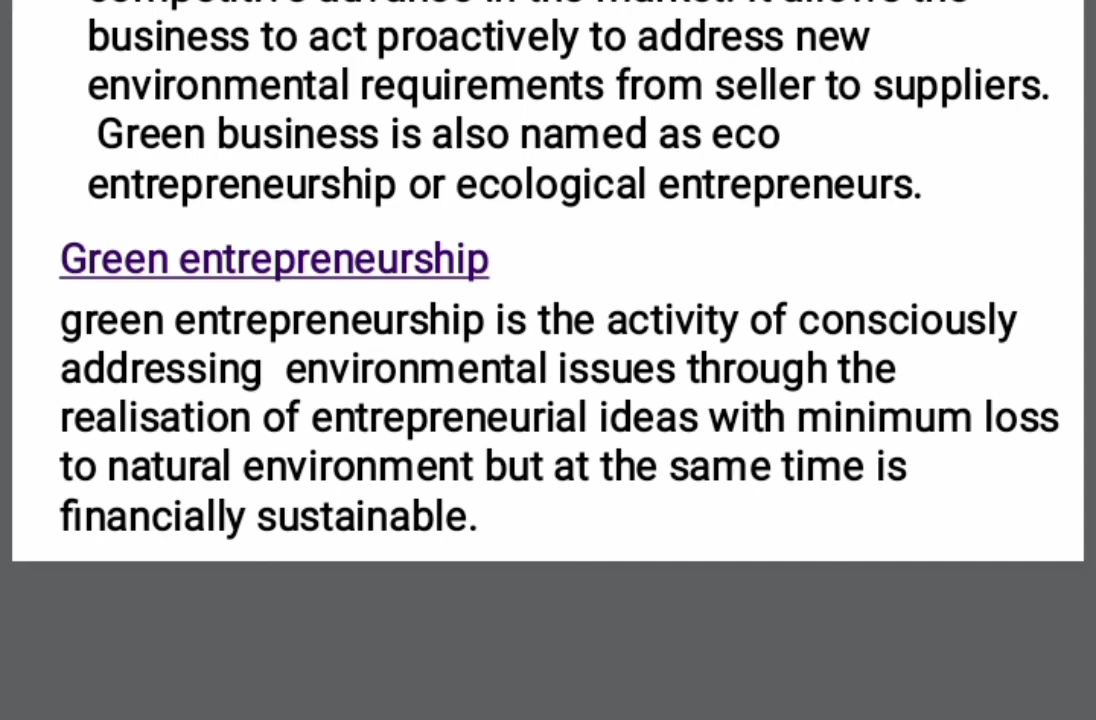 business to act proactively to address new
environmental requirements from seller to suppliers.
Green business is also named as eco
entrepreneurship or ecological entrepreneurs.
Green entrepreneurship
green entrepreneurship is the activity of consciously
addressing environmental issues through the
realisation of entrepreneurial ideas with minimum loss
to natural environment but at the same time is
financially sustainable.